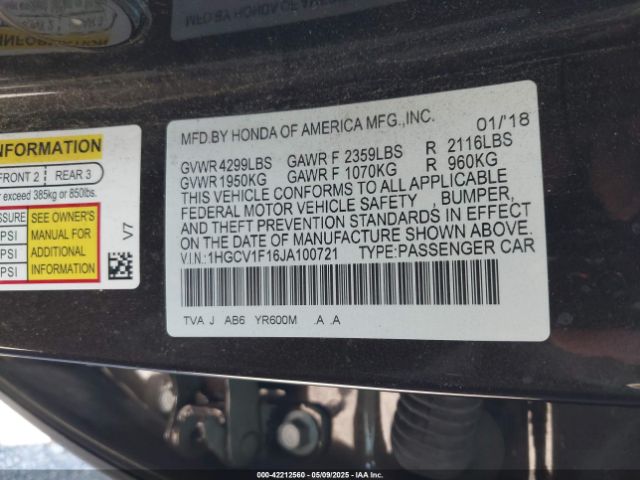 MFD.BY HONDA OF AMERICA MFG.,INC. 01/'18
GVWR 4299LBS GAWR F 2359LBS R 2116LBS
GVWR 1950KG GAWR F 1070KG R 960KG
THIS VEHICLE CONFORMS TO ALL APPLICABLE
FEDERAL MOTOR VEHICLE SAFETY , BUMPER,
AND THEFT PREVENTION STANDARDS IN EFFECT
ON THE DATE OF MANUFACTURE SHOWN ABOVE.
V.I.N.:1HGCV1F16JA100721 TYPE:PASSENGER CAR
TVA J AB6 YR600M .A .A
INFORMATION
FRONT 2 REAR 3
exceed 385kg or 850lbs.
SSURE SEE OWNER'S
PSI MANUAL FOR
ADDITIONAL
PSI INFORMATION
V7
000-42212560 - 05/09/2025 - IAAI.COM